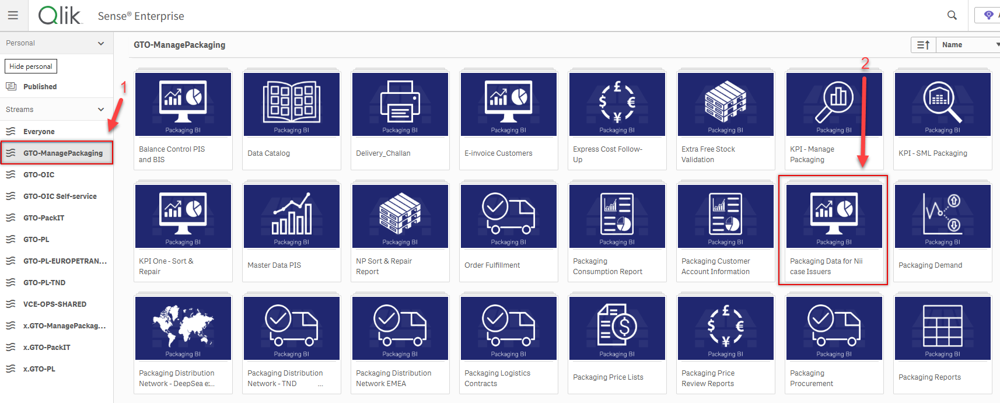 Qlik Sense® Enterprise
Personal
GTO-ManagePackaging
Name
Hide personal
Published
Streams
Everyone
GTO-ManagePackaging
GTO-OIC
GTO-OIC Self-service
GTO-PackIT
GTO-PL
GTO-PL-EUROPETRAN...
GTO-PL-TND
VCE-OPS-SHARED
x.GTO-ManagePackag...
x.GTO-PackIT
x.GTO-PL
1
2
Packaging BI
Balance Control PIS
and BIS
Packaging BI
Data Catalog
Packaging BI
Delivery_Challan
Packaging BI
E-invoice Customers
Packaging BI
Express Cost Follow-
Up
Packaging BI
Extra Free Stock
Validation
Packaging BI
KPI - Manage
Packaging
Packaging BI
KPI - SML Packaging
Packaging BI
KPI One - Sort &
Repair
Packaging BI
Master Data PIS
Packaging BI
NP Sort & Repair
Report
Packaging BI
Order Fulfillment
Packaging BI
Packaging
Consumption Report
Packaging BI
Packaging Customer
Account Information
Packaging BI
Packaging Data for Nii
case Issuers
Packaging BI
Packaging Demand
Packaging BI
Packaging Distribution
Network - DeepSea e...
Packaging BI
Packaging Distribution
Network - TND ...
Packaging BI
Packaging Distribution
Network EMEA
Packaging BI
Packaging Logistics
Contracts
Packaging BI
Packaging Price Lists
Packaging BI
Packaging Price
Review Reports
Packaging BI
Packaging
Procurement
Packaging BI
Packaging Reports